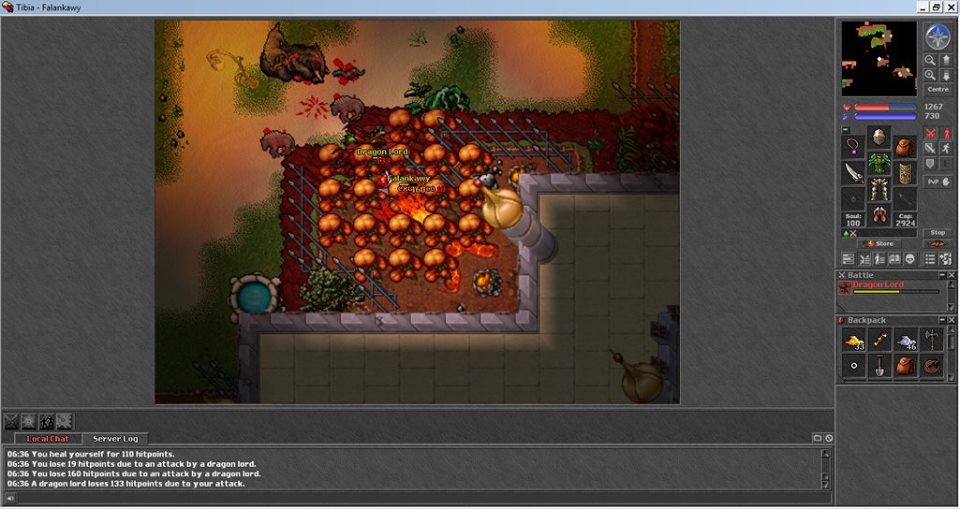 Tibia - Falankawy
Dragon Lord
Falankawy
Centre
1267
730
PvP
Soul:
100
Cap:
2924
Stop
Store
Battle
Dragon Lord
Backpack
33
46
Local Chat
Server Log
06:36 You heal yourself for 110 hitpoints.
06:36 You lose 19 hitpoints due to an attack by a dragon lord.
06:36 You lose 160 hitpoints due to an attack by a dragon lord.
06:36 A dragon lord loses 133 hitpoints due to your attack.